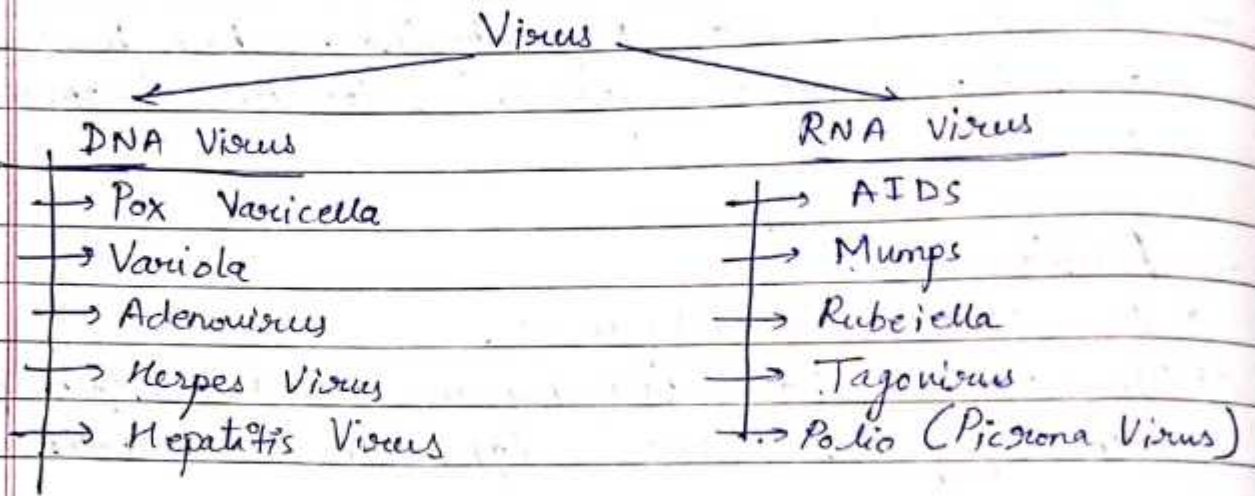 Virus
DNA Virus
Pox Varicella
Variola
Adenovirus
Herpes Virus
Hepatitis Virus
RNA Virus
AIDS
Mumps
Rubeiella
Tagovirus
Polio (Picrona Virus)